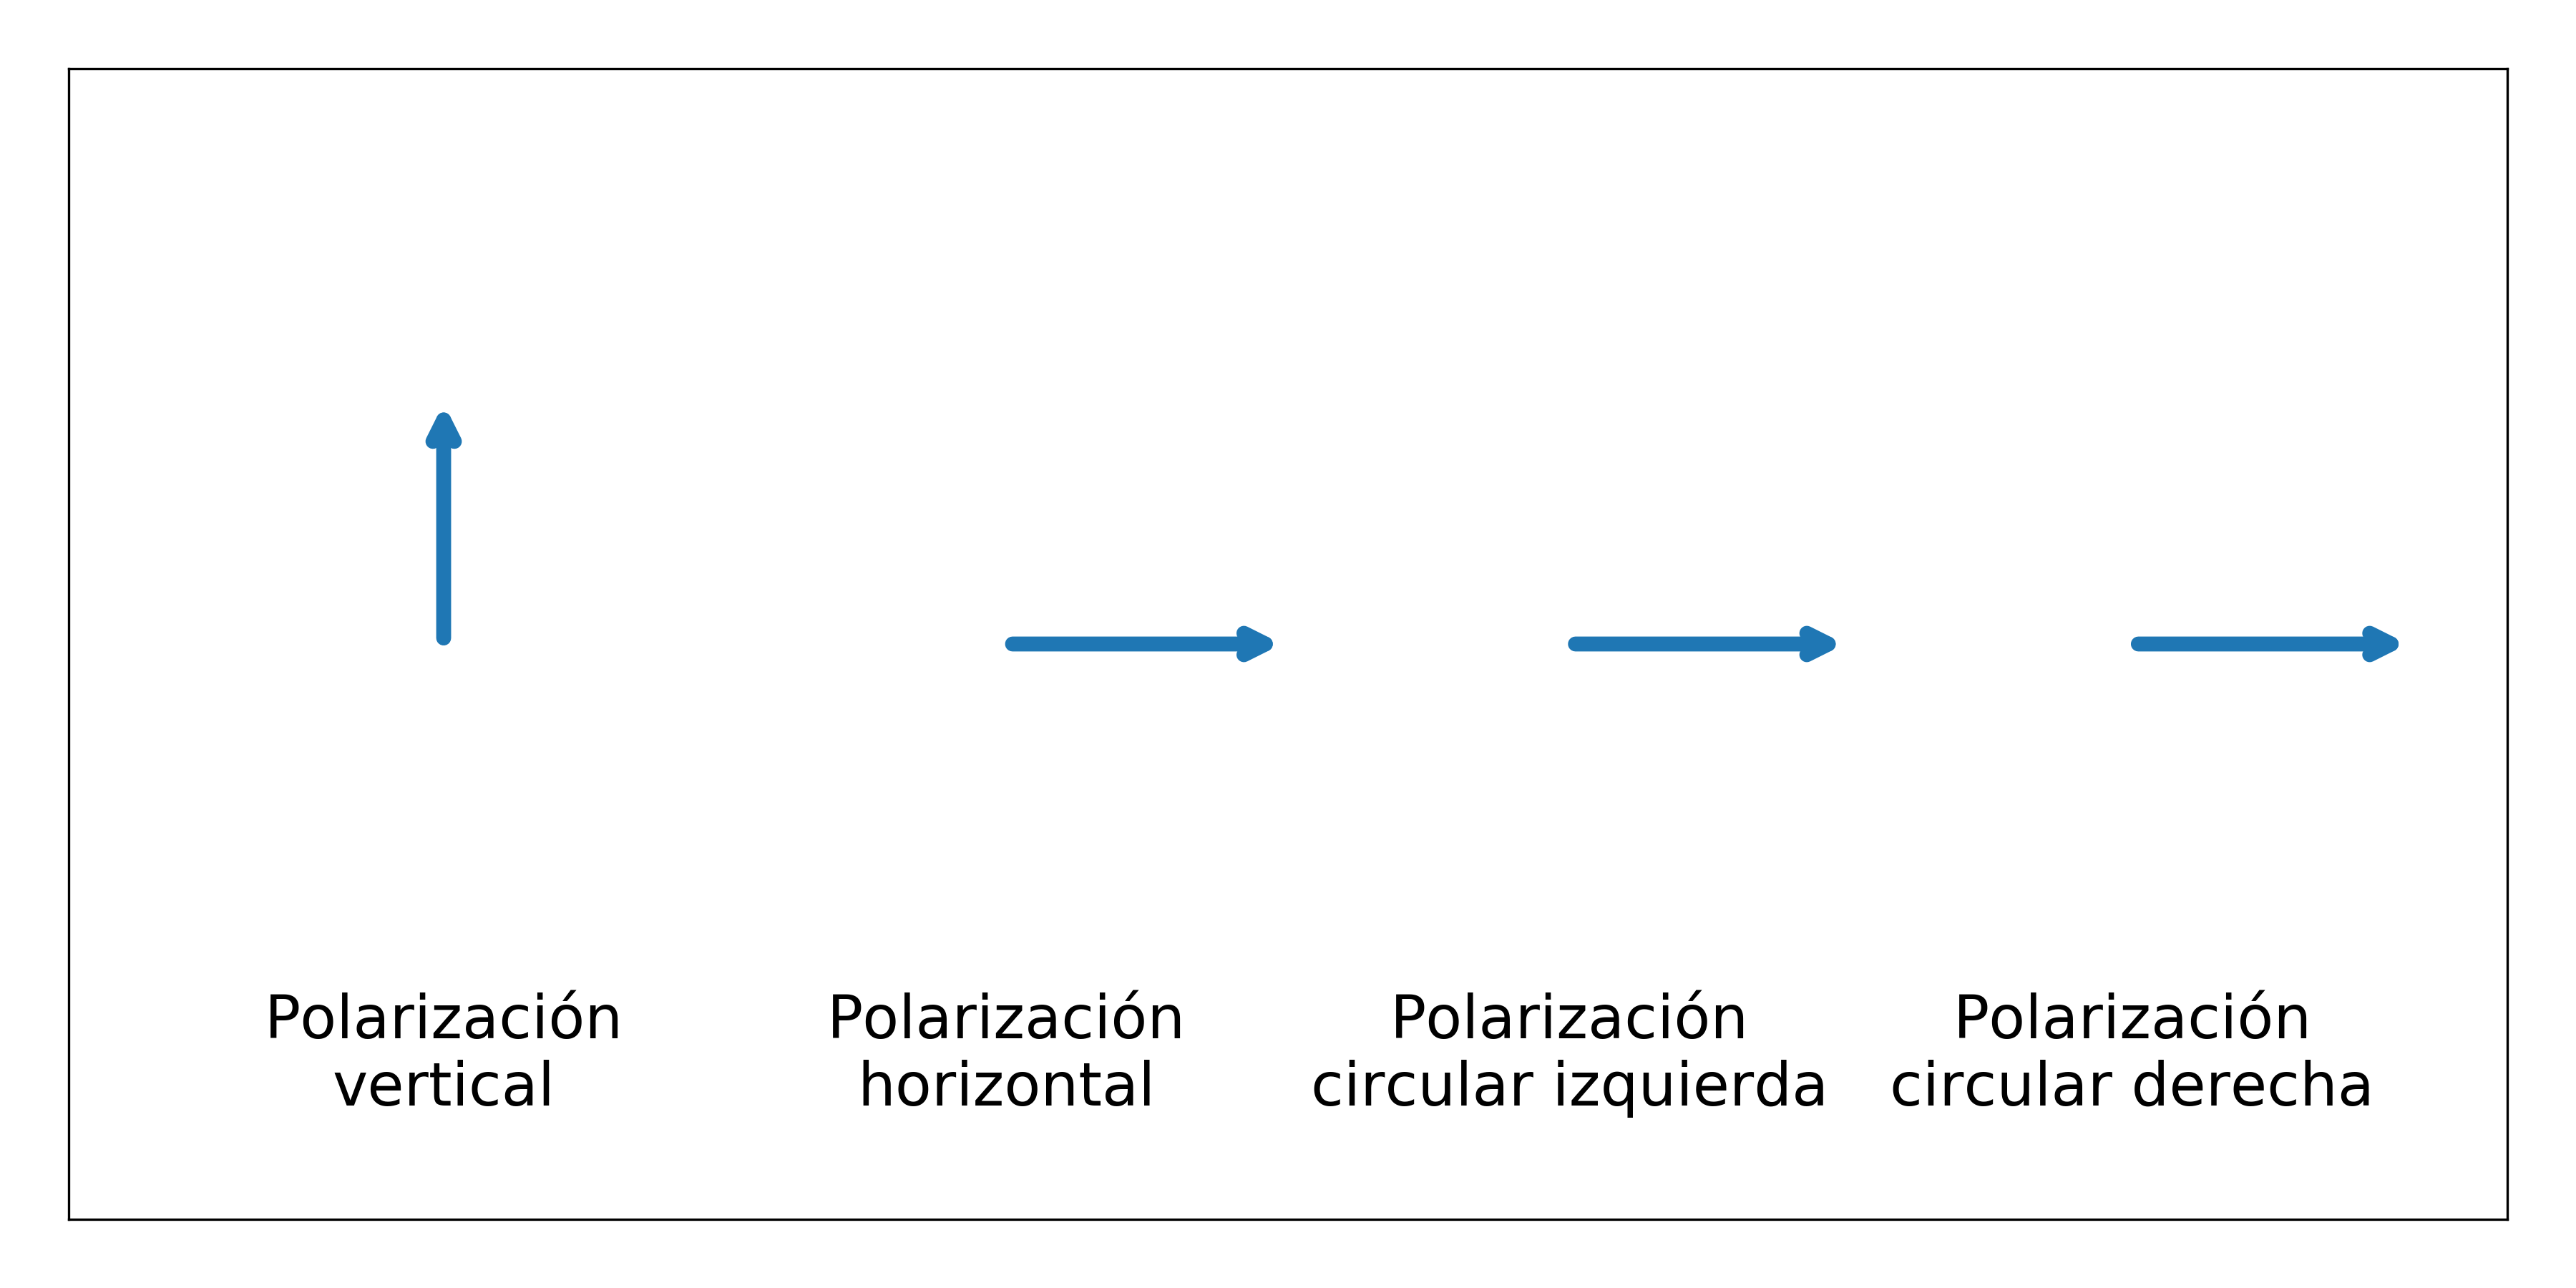 Polarización
vertical
Polarización
horizontal
Polarización
circular izquierda
Polarización
circular derecha